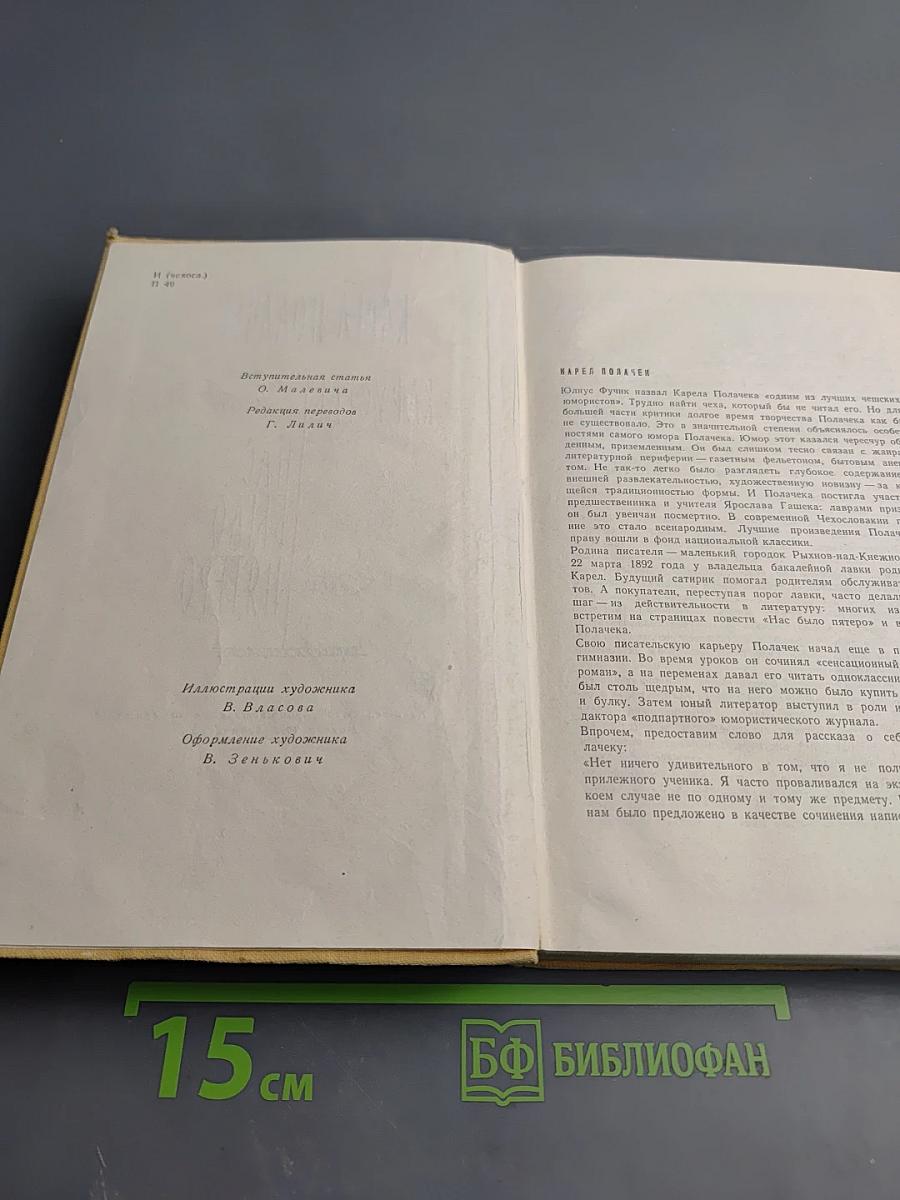 И (чехосл.)
П 49
Вступительная статья
О. Малевича
Редакция переводов
Г. Лилич
Иллюстрации художника
В. Власова
Оформление художника
В. Зенькович
КАРЕЛ ПОЛАЧЕК
Юлиус Фучик назвал Карела Полачека «одним из лучших чешских
юмористов». Трудно найти чеха, который бы не читал его. Но для
большей части критики долгое время творчества Полачека как б
не существовало. Это в значительной степени объяснялось особе
ностями самого юмора Полачека. Юмор этот казался чересчур об
денным, приземленным. Он был слишком тесно связан с жанра
литературной периферии — газетным фельетоном, бытовым анек
том. Не так-то легко было разглядеть глубокое содержание
внешней развлекательностью, художественную новизну — за к
щейся традиционностью формы. И Полачека постигла участ
предшественника и учителя Ярослава Гашека: лаврами приз
он был увенчан посмертно. В современной Чехословакии п
ние это стало всенародным. Лучшие произведения Полач
праву вошли в фонд национальной классики.
Родина писателя — маленький городок Рыхнов-над-Кнежно
22 марта 1892 года у владельца бакалейной лавки роди
Карел. Будущий сатирик помогал родителям обслужива
тов. А покупатели, переступая порог лавки, часто делали
шаг — из действительности в литературу: многих из
встретим на страницах повести «Нас было пятеро» и в
Полачека.
Свою писательскую карьеру Полачек начал еще в п
гимназии. Во время уроков он сочинял «сенсационный
роман», а на переменах давал его читать одноклассни
был столь щедрым, что на него можно было купить
и булку. Затем юный литератор выступил в роли и
дактора «подпартного» юмористического журнала.
Впрочем, предоставим слово для рассказа о себ
лачеку:
«Нет ничего удивительного в том, что я не пол
прилежного ученика. Я часто проваливался на эк
коем случае не по одному и тому же предмету.
нам было предложено в качестве сочинения напис
15 см
БФ БИБЛИОФАН